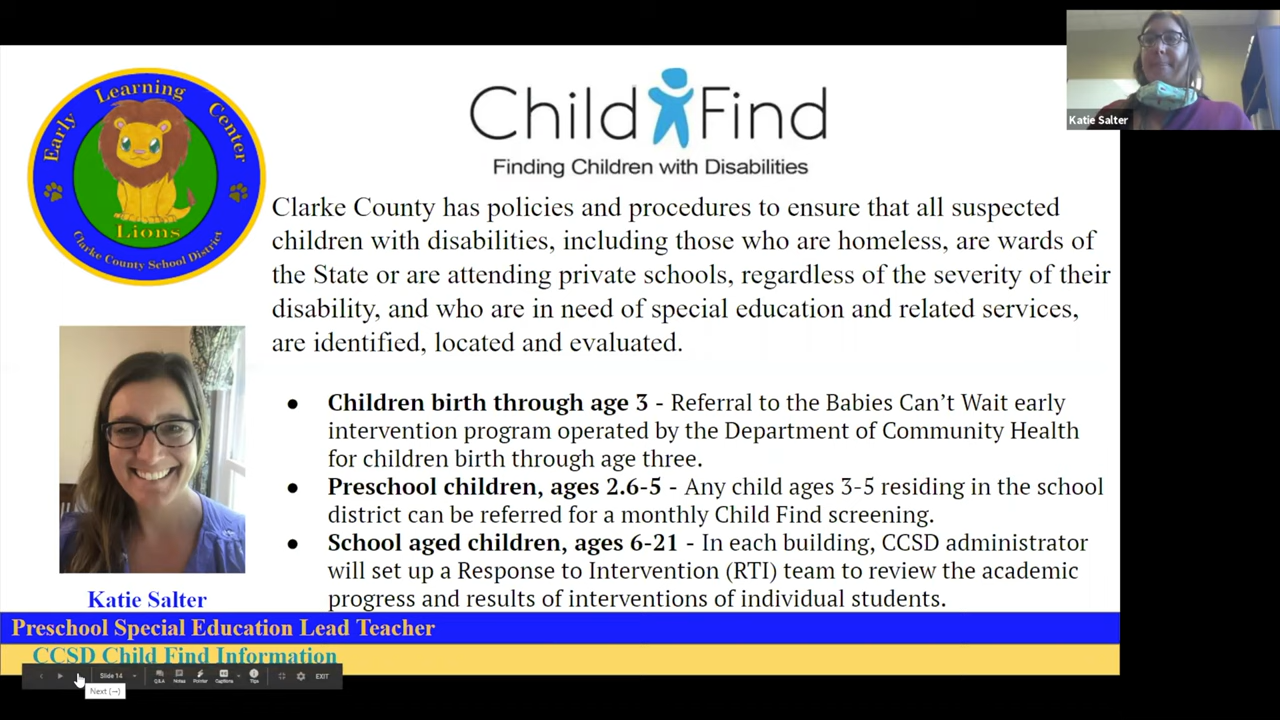 Early Learning Center
Lions
Clarke County School District
Child Find
Finding Children with Disabilities
Katie Salter
Clarke County has policies and procedures to ensure that all suspected
children with disabilities, including those who are homeless, are wards of
the State or are attending private schools, regardless of the severity of their
disability, and who are in need of special education and related services,
are identified, located and evaluated.
● Children birth through age 3 - Referral to the Babies Can’t Wait early
intervention program operated by the Department of Community Health
for children birth through age three.
● Preschool children, ages 2.6-5 - Any child ages 3-5 residing in the school
district can be referred for a monthly Child Find screening.
● School aged children, ages 6-21 - In each building, CCSD administrator
will set up a Response to Intervention (RTI) team to review the academic
progress and results of interventions of individual students.
Katie Salter
Preschool Special Education Lead Teacher
CCSD Child Find Information
Slide 14
Q&A Notes Pointer Captions Tips EXIT
Next (→)